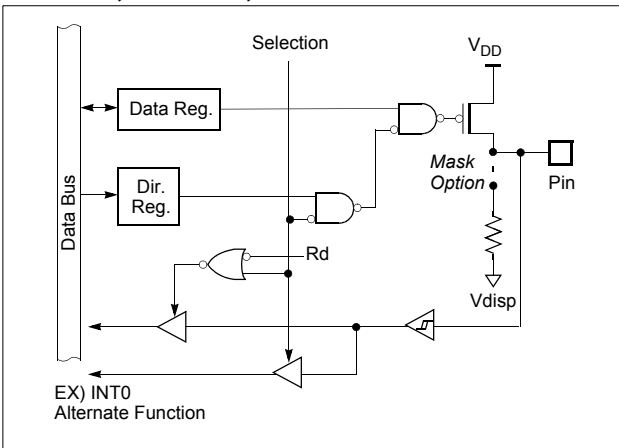 Selection
VDD
Data Reg.
Mask
Option
Pin
Dir.
Reg.
Data Bus
Rd
Vdisp
EX) INT0
Alternate Function